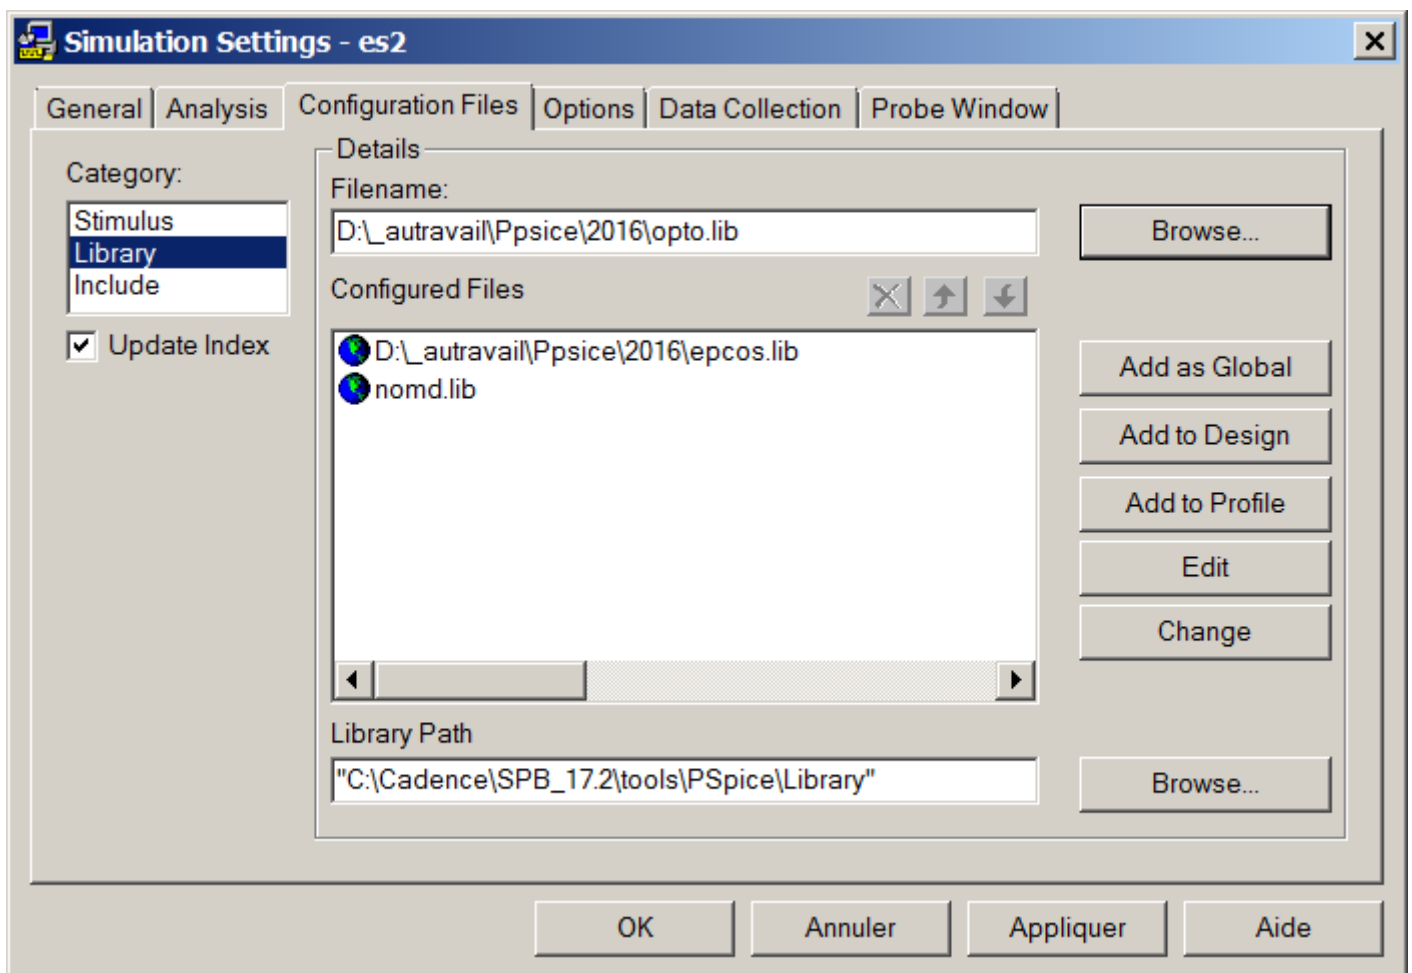 Simulation Settings - es2
General Analysis Configuration Files Options Data Collection Probe Window
Category:
Stimulus
Library
Include
Update Index
Details
Filename:
D:\_autravail\Ppsice\2016\opto.lib
Browse...
Configured Files
D:\_autravail\Ppsice\2016\epcos.lib
nomd.lib
Add as Global
Add to Design
Add to Profile
Edit
Change
Library Path
"C:\Cadence\SPB_17.2\tools\PSpice\Library"
Browse...
OK Annuler Appliquer Aide